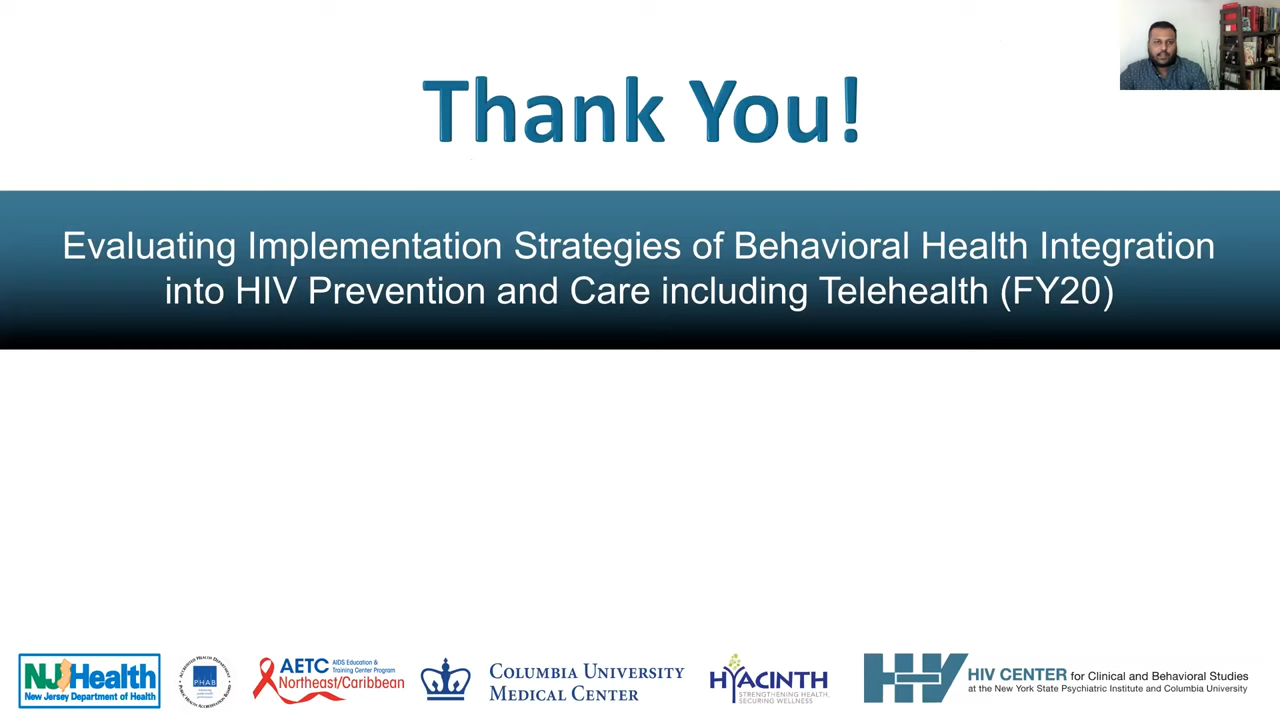 Thank You!
Evaluating Implementation Strategies of Behavioral Health Integration
into HIV Prevention and Care including Telehealth (FY20)
NJHealth
New Jersey Department of Health
PHAB
AETC
AIDS Education &
Training Center Program
Northeast/Caribbean
COLUMBIA UNIVERSITY
MEDICAL CENTER
HYACINTH
STRENGTHENING HEALTH,
SECURING WELLNESS
HIV
HIV CENTER for Clinical and Behavioral Studies
at the New York State Psychiatric Institute and Columbia University